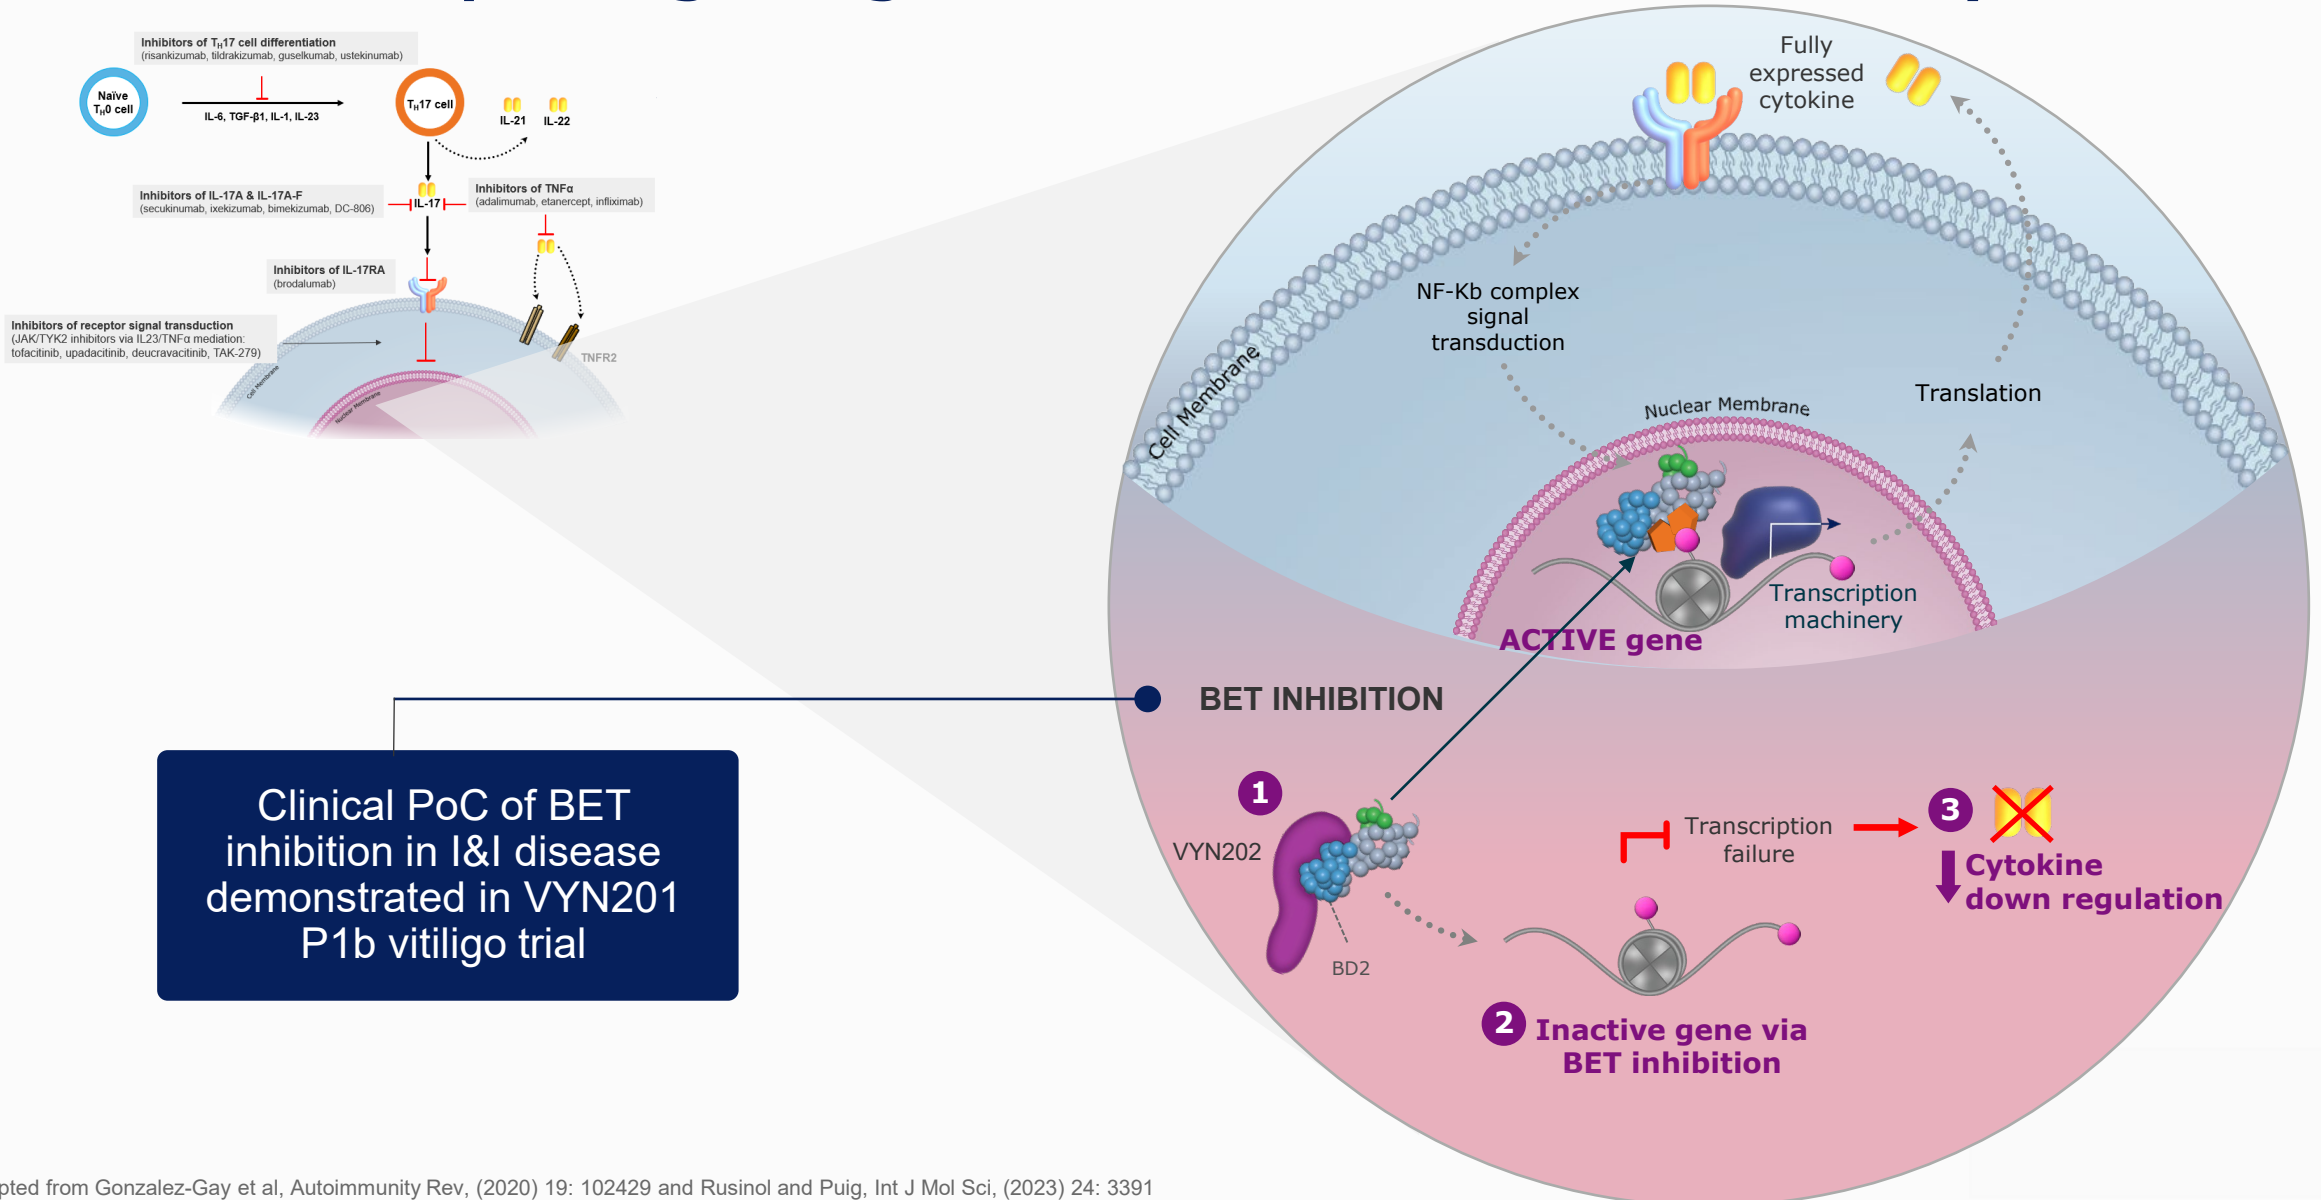 Inhibitors of TH17 cell differentiation
(risankizumab, tildrakizumab, guselkumab, ustekinumab)
Naïve
TH0 cell
IL-6, TGF-β1, IL-1, IL-23
TH17 cell
IL-21
IL-22
Inhibitors of IL-17A & IL-17A-F
(secukinumab, ixekizumab, bimekizumab, DC-806)
IL-17
Inhibitors of TNFα
(adalimumab, etanercept, infliximab)
Inhibitors of IL-17RA
(brodalumab)
Inhibitors of receptor signal transduction
(JAK/TYK2 inhibitors via IL23/TNFα mediation:
tofacitinib, upadacitinib, deucravacitinib, TAK-279)
TNFR2
Cell Membrane
Nuclear Membrane
Fully
expressed
cytokine
NF-Kb complex
signal
transduction
Cell Membrane
Translation
Nuclear Membrane
Transcription
machinery
ACTIVE gene
BET INHIBITION
Clinical PoC of BET
inhibition in I&I disease
demonstrated in VYN201
P1b vitiligo trial
1
VYN202
BD2
Transcription
failure
3
Cytokine
down regulation
2
Inactive gene via
BET inhibition
pted from Gonzalez-Gay et al, Autoimmunity Rev, (2020) 19: 102429 and Rusinol and Puig, Int J Mol Sci, (2023) 24: 3391